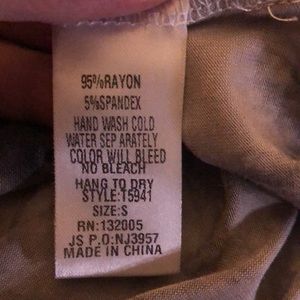 95%RAYON
5%SPANDEX
HAND WASH COLD
WATER SEP ARATELY
COLOR WILL BLEED
NO BLEACH
HANG TO DRY
STYLE:T5941
SIZE:S
RN:132005
JS P.O:NJ3957
MADE IN CHINA